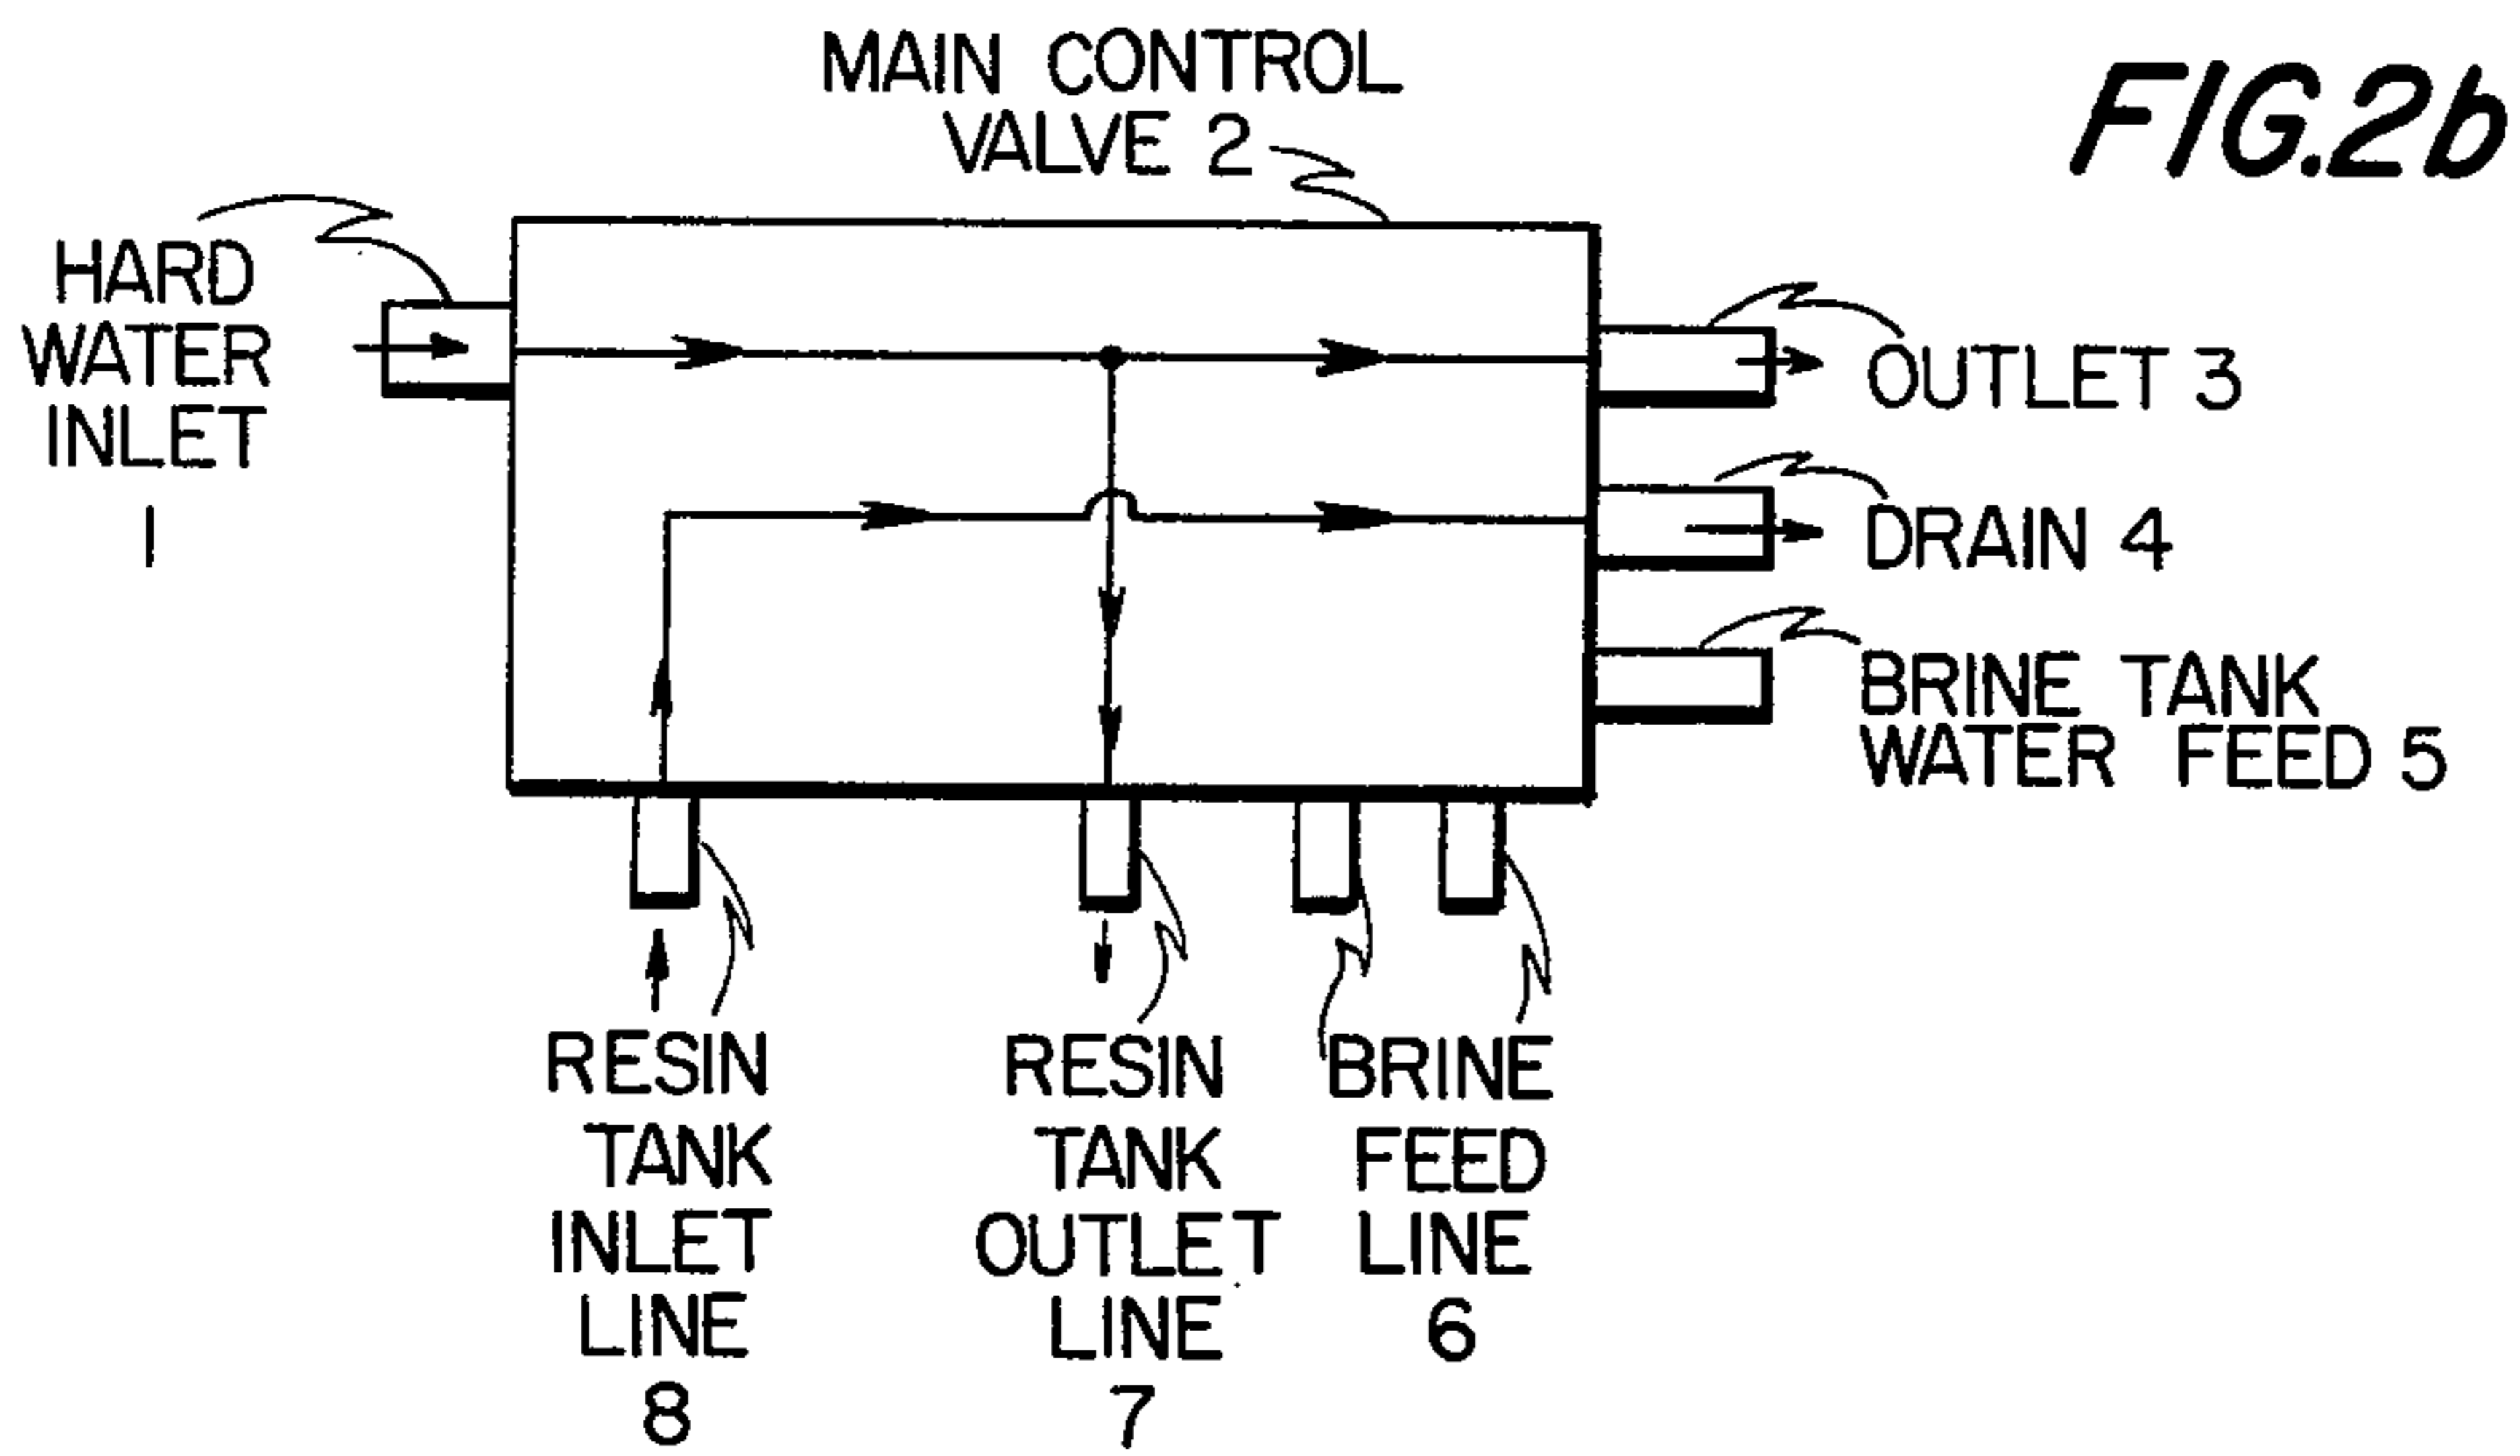 MAIN CONTROL
VALVE 2
FIG.2b
HARD
WATER
INLET
1
OUTLET 3
DRAIN 4
BRINE TANK
WATER FEED 5
RESIN
TANK
INLET
LINE
8
RESIN
TANK
OUTLET
LINE
7
BRINE
FEED
LINE
6